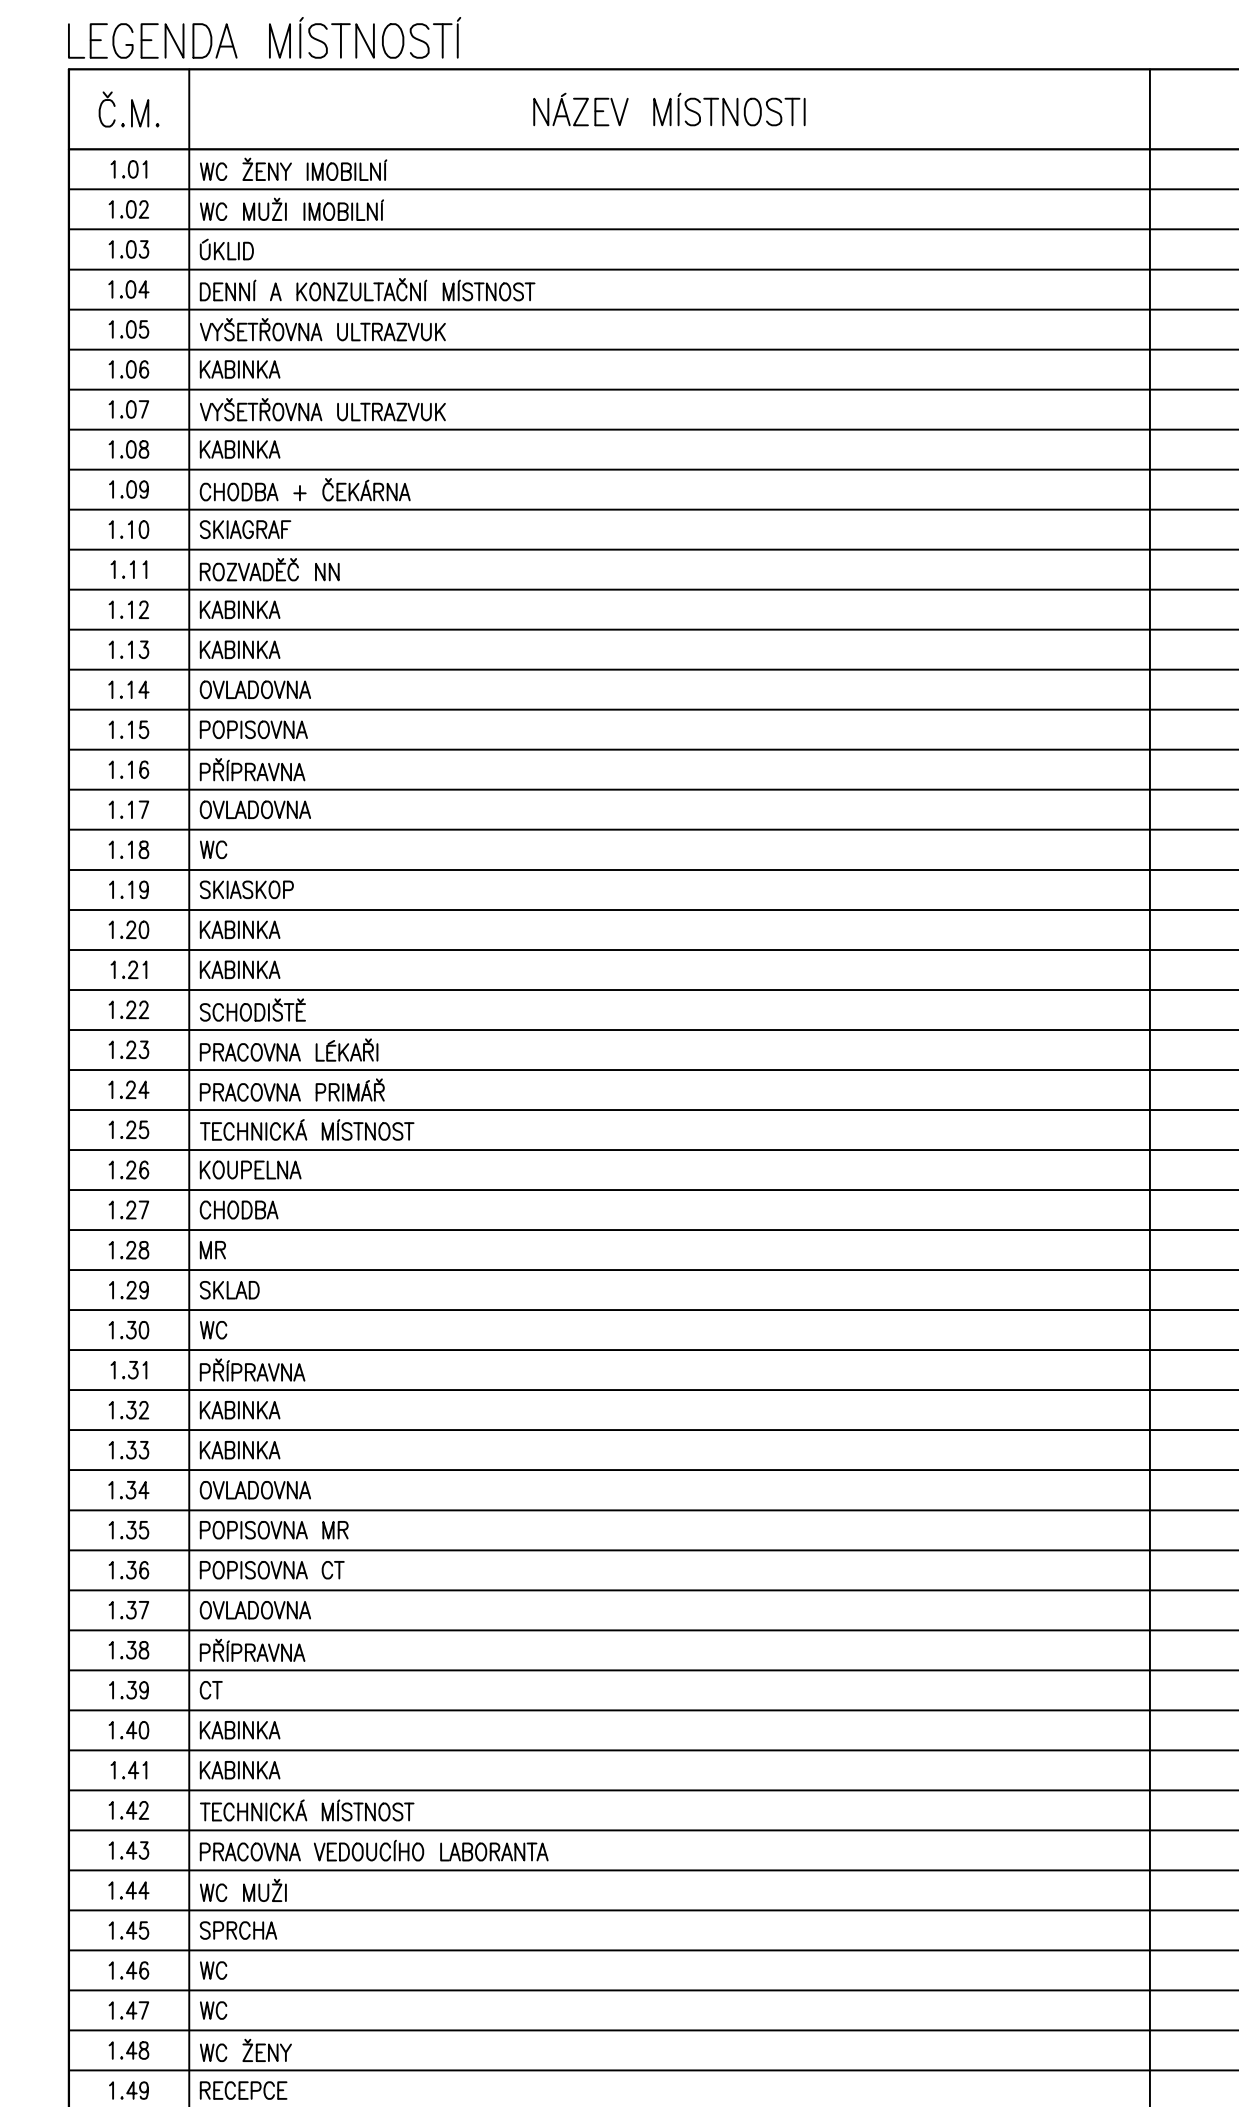 LEGENDA MÍSTNOSTÍ
Č.M. NÁZEV MÍSTNOSTI
1.01 WC ŽENY IMOBILNÍ
1.02 WC MUŽI IMOBILNÍ
1.03 ÚKLID
1.04 DENNÍ A KONZULTAČNÍ MÍSTNOST
1.05 VYŠETŘOVNA ULTRAZVUK
1.06 KABINKA
1.07 VYŠETŘOVNA ULTRAZVUK
1.08 KABINKA
1.09 CHODBA + ČEKÁRNA
1.10 SKIAGRAF
1.11 ROZVADĚČ NN
1.12 KABINKA
1.13 KABINKA
1.14 OVLADOVNA
1.15 POPISOVNA
1.16 PŘÍPRAVNA
1.17 OVLADOVNA
1.18 WC
1.19 SKIASKOP
1.20 KABINKA
1.21 KABINKA
1.22 SCHODIŠTĚ
1.23 PRACOVNA LÉKAŘI
1.24 PRACOVNA PRIMÁŘ
1.25 TECHNICKÁ MÍSTNOST
1.26 KOUPELNA
1.27 CHODBA
1.28 MR
1.29 SKLAD
1.30 WC
1.31 PŘÍPRAVNA
1.32 KABINKA
1.33 KABINKA
1.34 OVLADOVNA
1.35 POPISOVNA MR
1.36 POPISOVNA CT
1.37 OVLADOVNA
1.38 PŘÍPRAVNA
1.39 CT
1.40 KABINKA
1.41 KABINKA
1.42 TECHNICKÁ MÍSTNOST
1.43 PRACOVNA VEDOUCÍHO LABORANTA
1.44 WC MUŽI
1.45 SPRCHA
1.46 WC
1.47 WC
1.48 WC ŽENY
1.49 RECEPCE